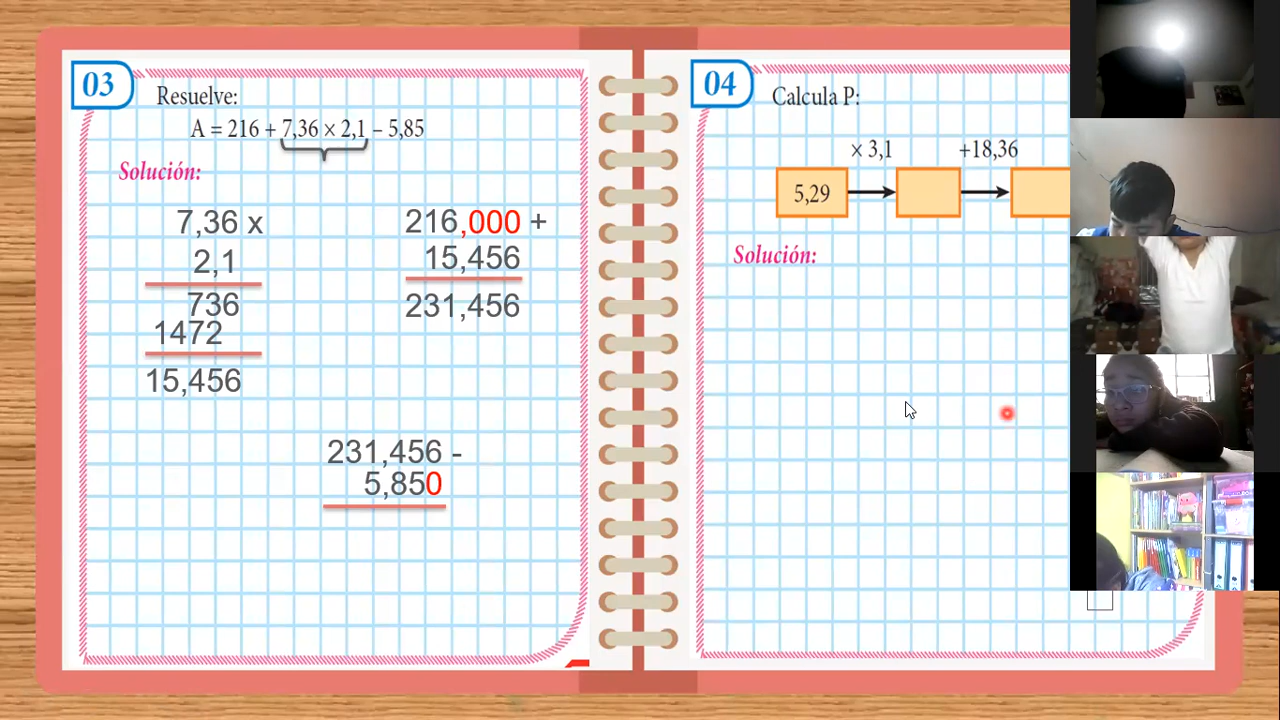 03
Resuelve:
A = 216 + 7,36 × 2,1 – 5,85
Solución:
7,36 x
2,1
736
1472
15,456
216,000 +
15,456
231,456
231,456 -
5,850
04
Calcula P:
× 3,1
+18,36
5,29
Solución: